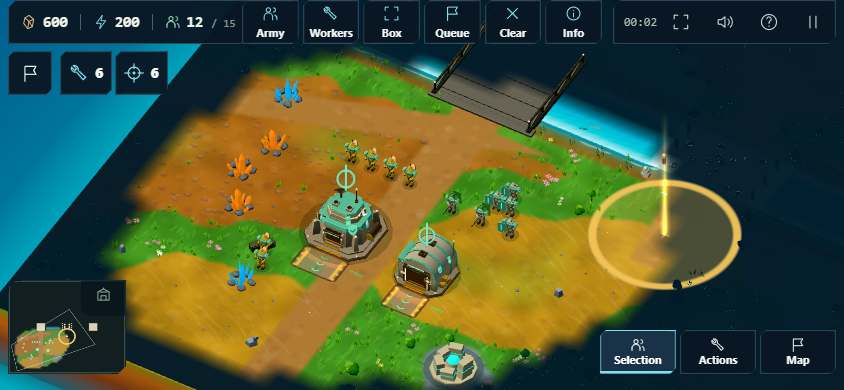 600 200 12 / 15
Army
Workers
Box
Queue
Clear
Info
00:02
6
6
Selection
Actions
Map